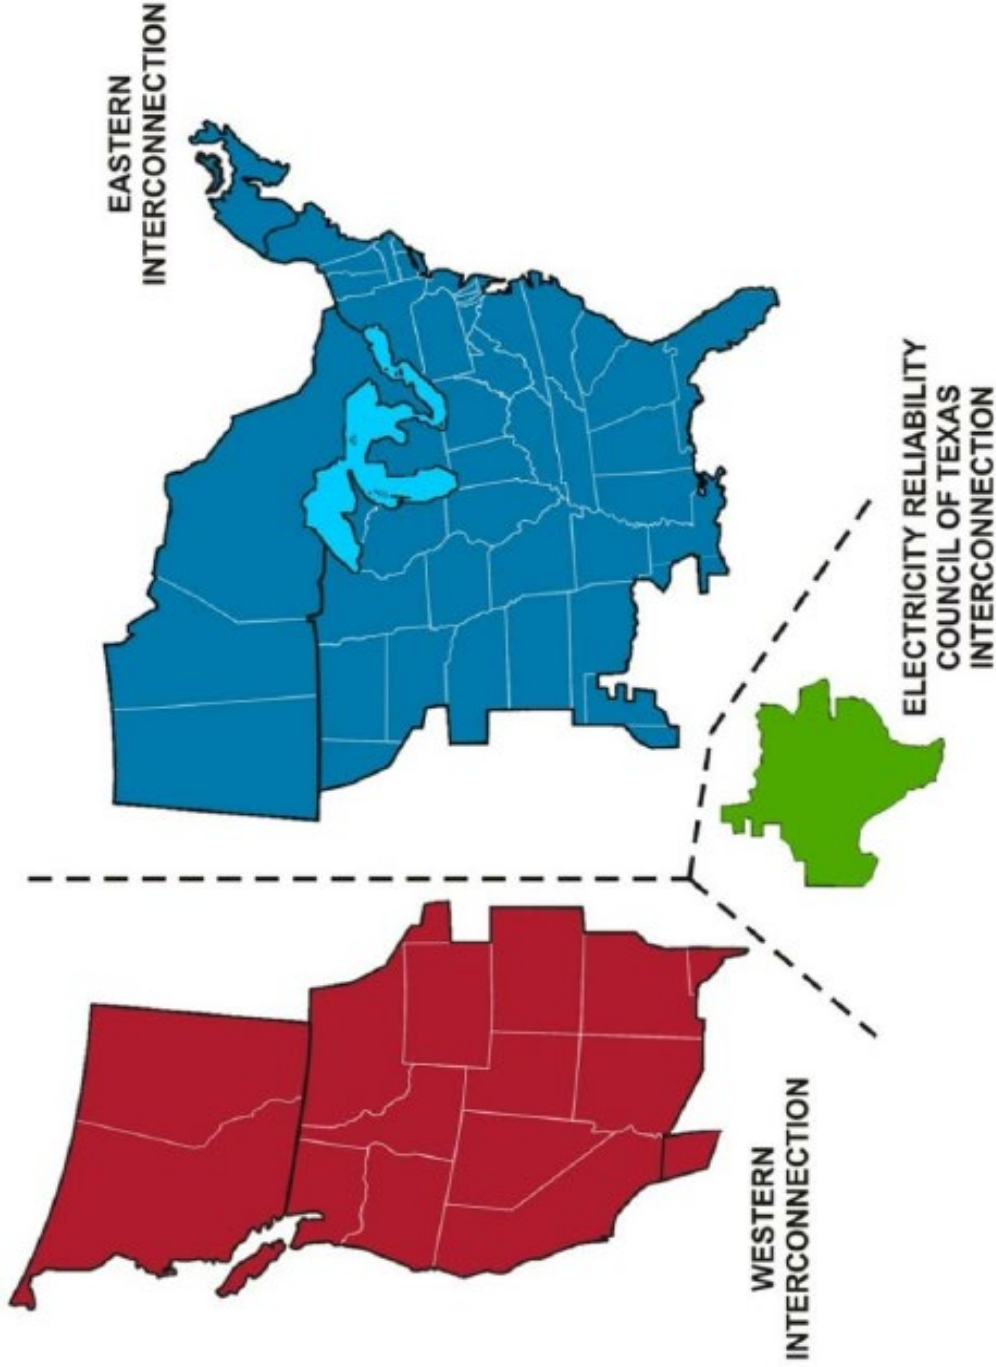 EASTERN
INTERCONNECTION
ELECTRICITY RELIABILITY
COUNCIL OF TEXAS
INTERCONNECTION
WESTERN
INTERCONNECTION